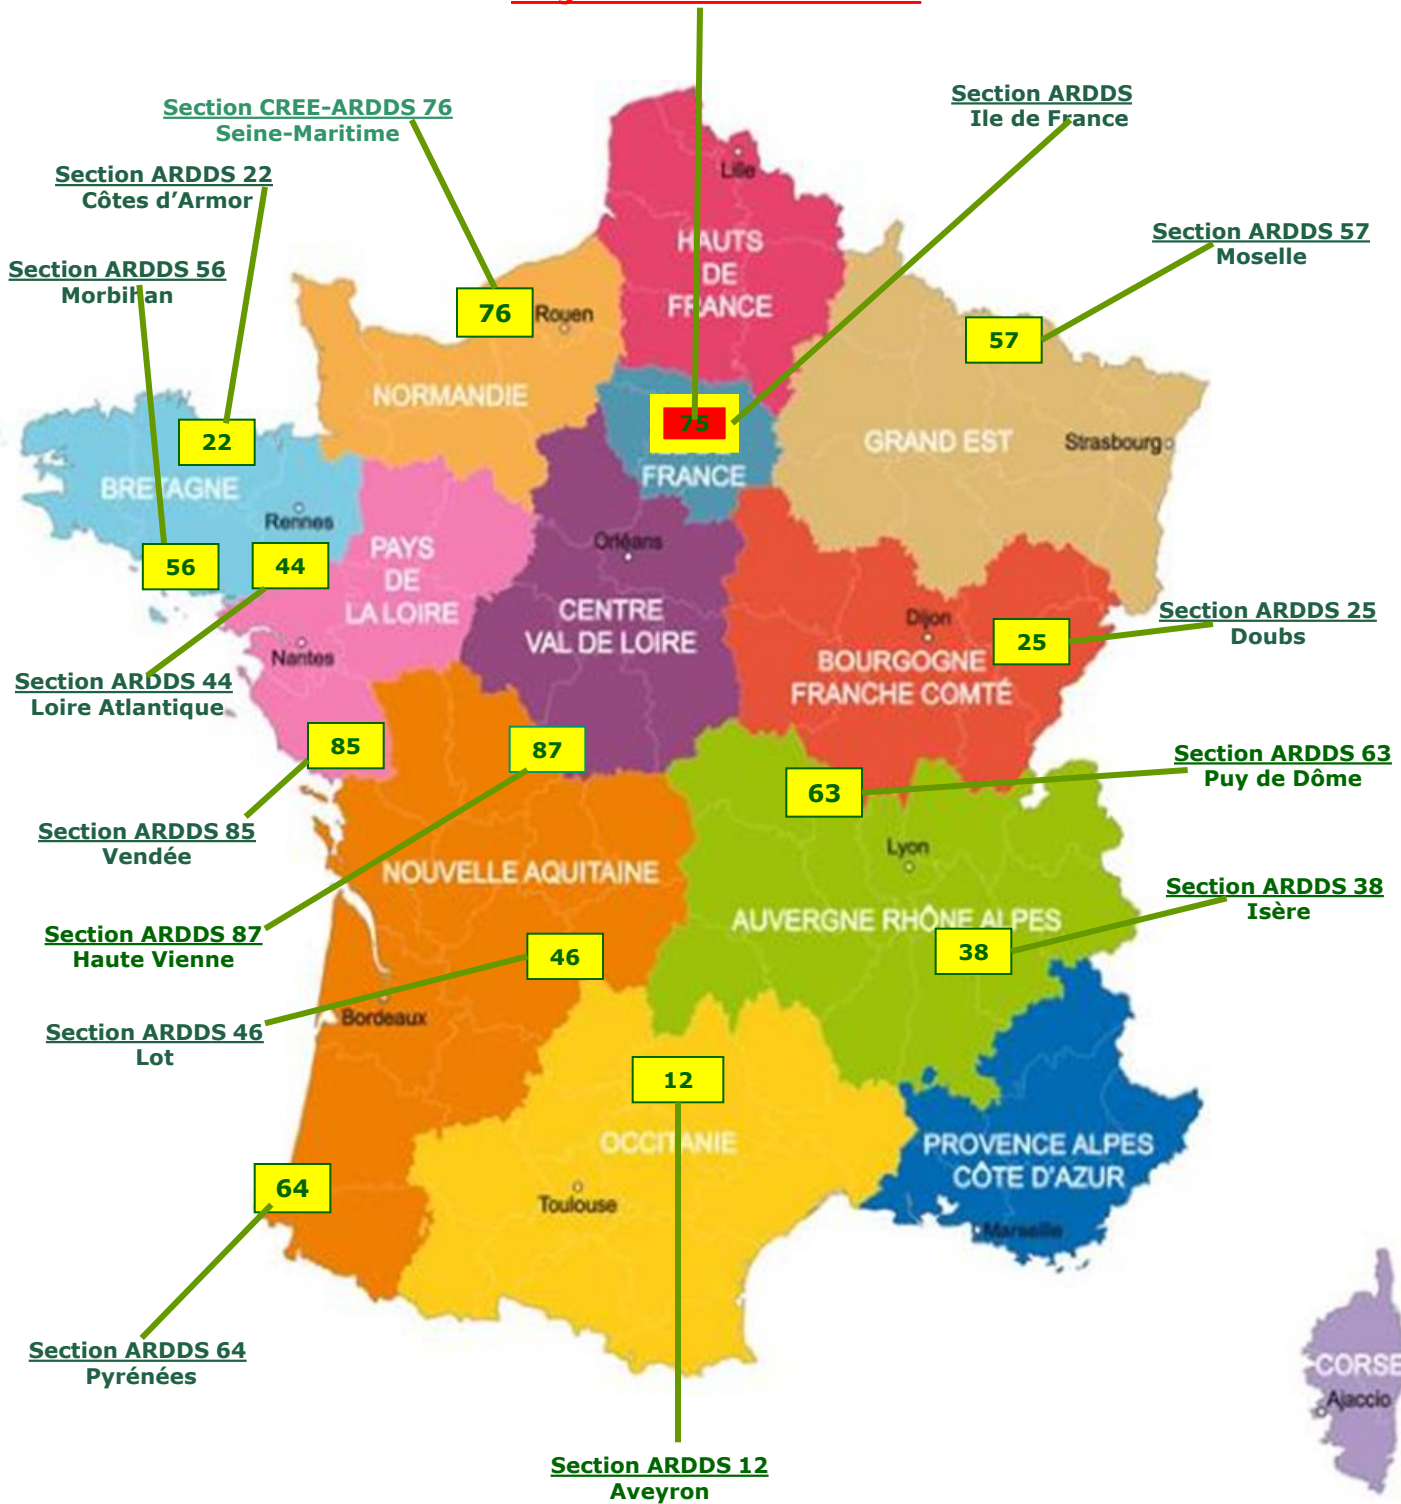 Section CREE-ARDDS 76
Seine-Maritime
Section ARDDS
Ile de France
Section ARDDS 22
Côtes d’Armor
Section ARDDS 57
Moselle
Section ARDDS 56
Morbihan
Lille
HAUTS
DE
FRANCE
76
Rouen
57
NORMANDIE
75
FRANCE
22
GRAND EST
Strasbourg
BRETAGNE
Rennes
PAYS
DE
LA LOIRE
Orléans
56
44
CENTRE
VAL DE LOIRE
Dijon
25
Section ARDDS 25
Doubs
Nantes
BOURGOGNE
FRANCHE COMTÉ
Section ARDDS 44
Loire Atlantique
85
87
Section ARDDS 63
Puy de Dôme
63
Section ARDDS 85
Vendée
Lyon
NOUVELLE AQUITAINE
Section ARDDS 38
Isère
AUVERGNE RHÔNE ALPES
Section ARDDS 87
Haute Vienne
46
38
Bordeaux
Section ARDDS 46
Lot
12
OCCITANIE
PROVENCE ALPES
CÔTE D'AZUR
64
Toulouse
Marseille
Section ARDDS 64
Pyrénées
CORSE
Ajaccio
Section ARDDS 12
Aveyron